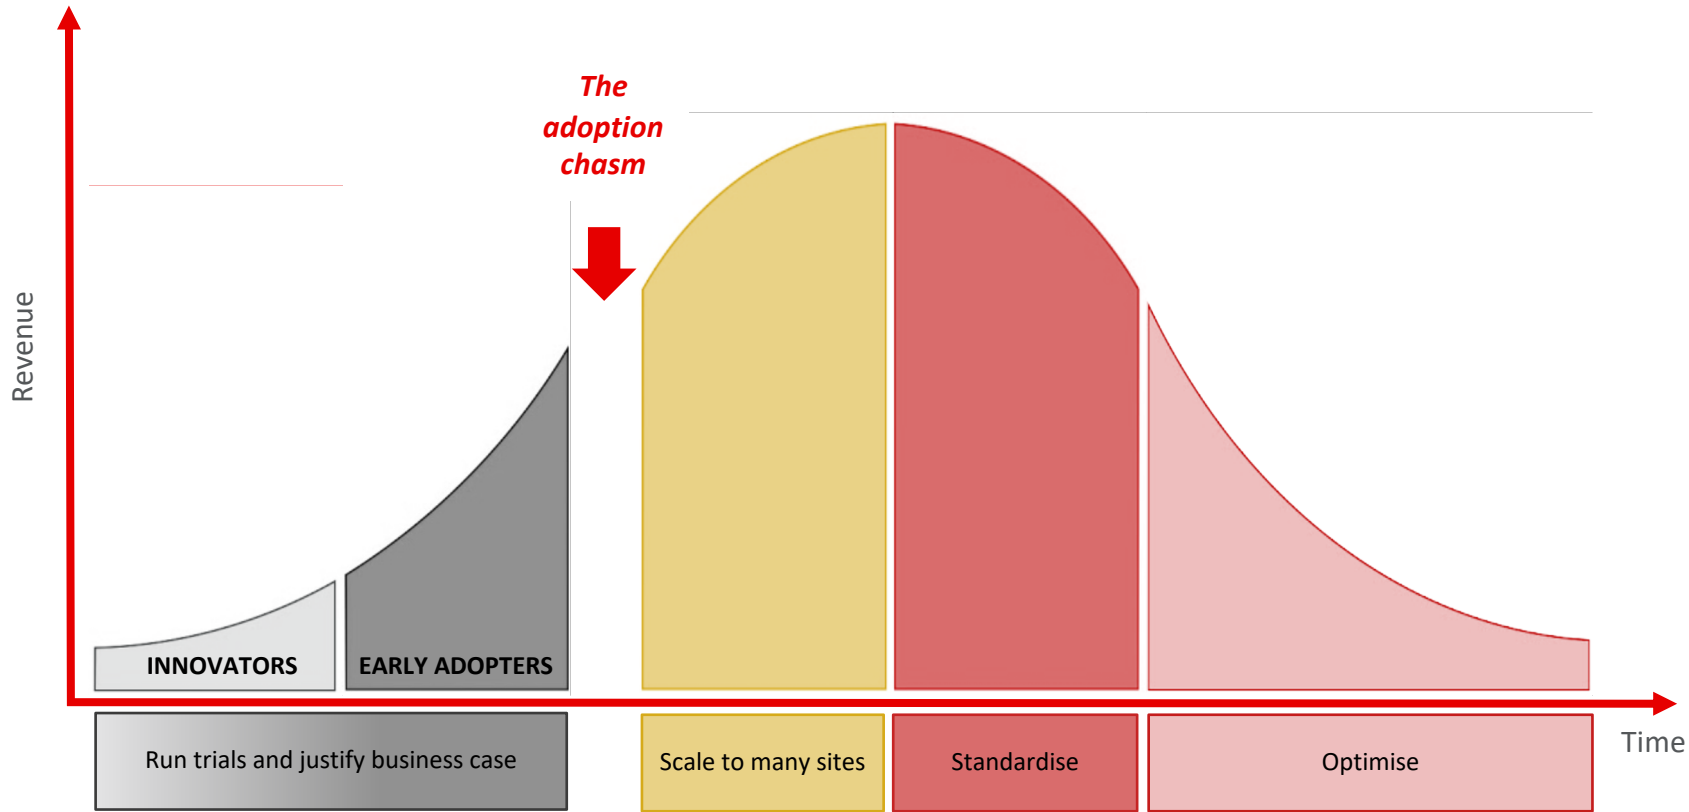 The
adoption
chasm
Revenue
INNOVATORS
EARLY ADOPTERS
Run trials and justify business case
Scale to many sites
Standardise
Optimise
Time